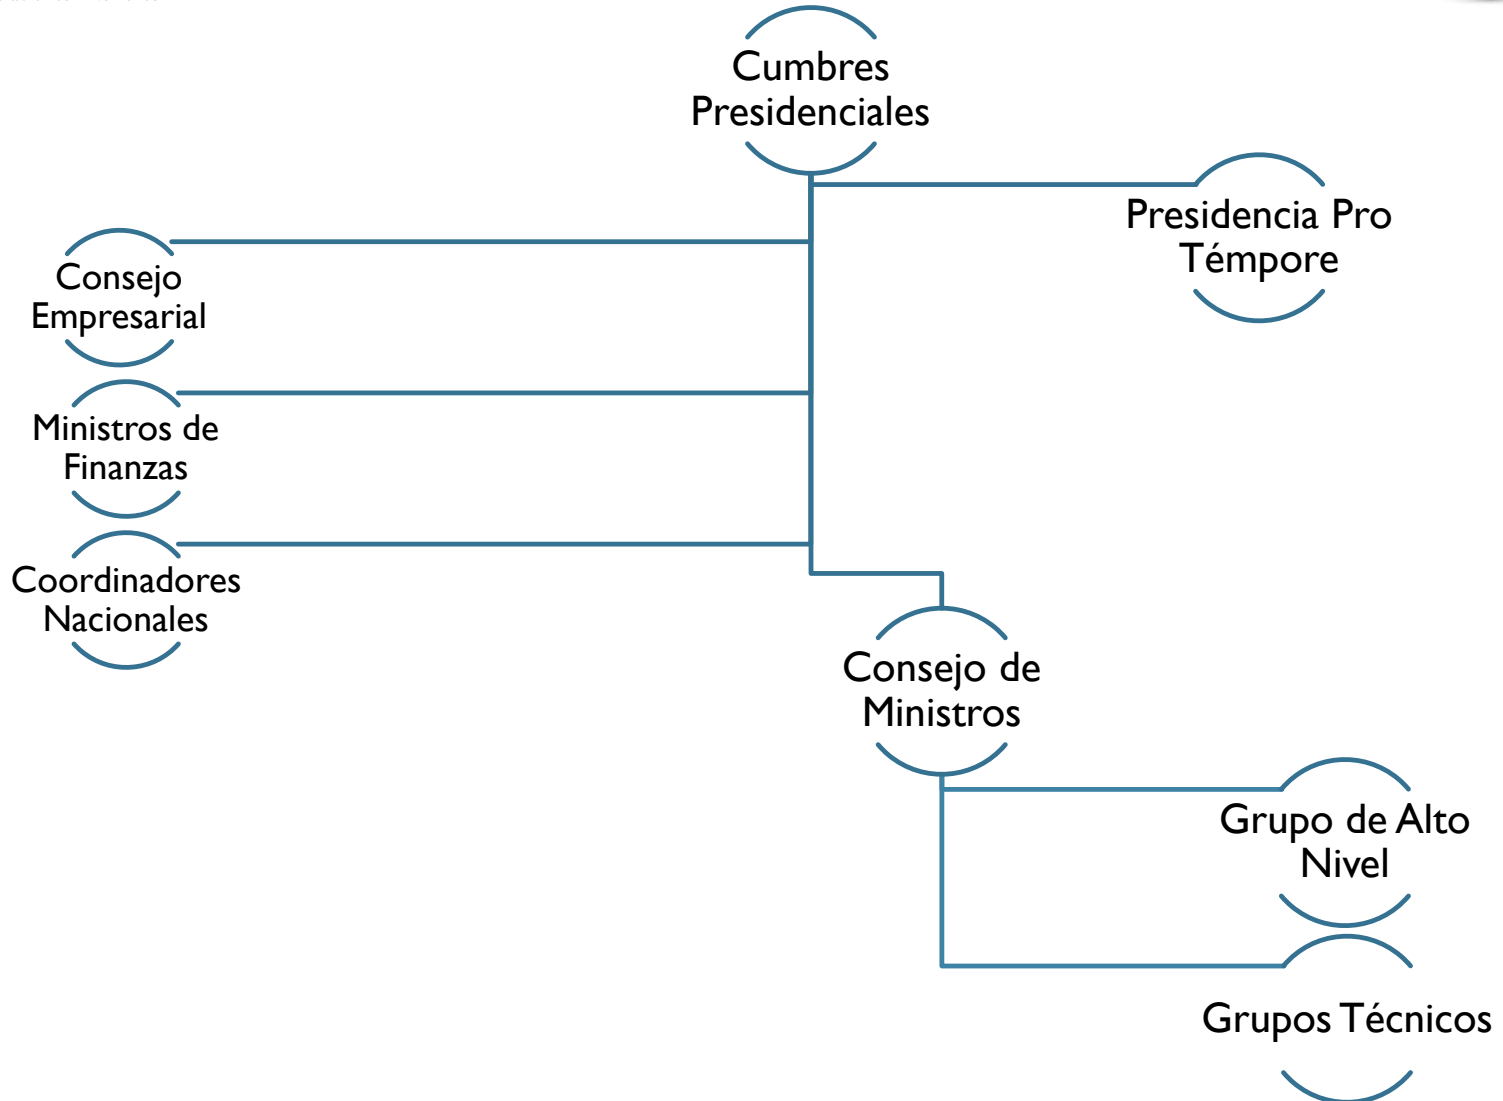 Cumbres
Presidenciales
Presidencia Pro
Témpore
Consejo
Empresarial
Ministros de
Finanzas
Coordinadores
Nacionales
Consejo de
Ministros
Grupo de Alto
Nivel
Grupos Técnicos